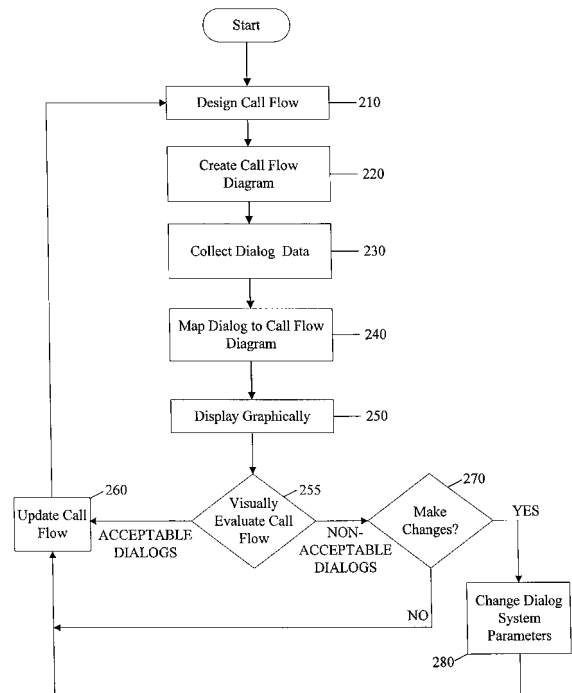 Start
Design Call Flow
210
Create Call Flow
Diagram
220
Collect Dialog Data
230
Map Dialog to Call Flow
Diagram
240
Display Graphically
250
Visually
Evaluate Call
Flow
255
260
Update Call
Flow
ACCEPTABLE
DIALOGS
NON-
ACCEPTABLE
DIALOGS
270
Make
Changes?
YES
NO
Change Dialog
System
Parameters
280